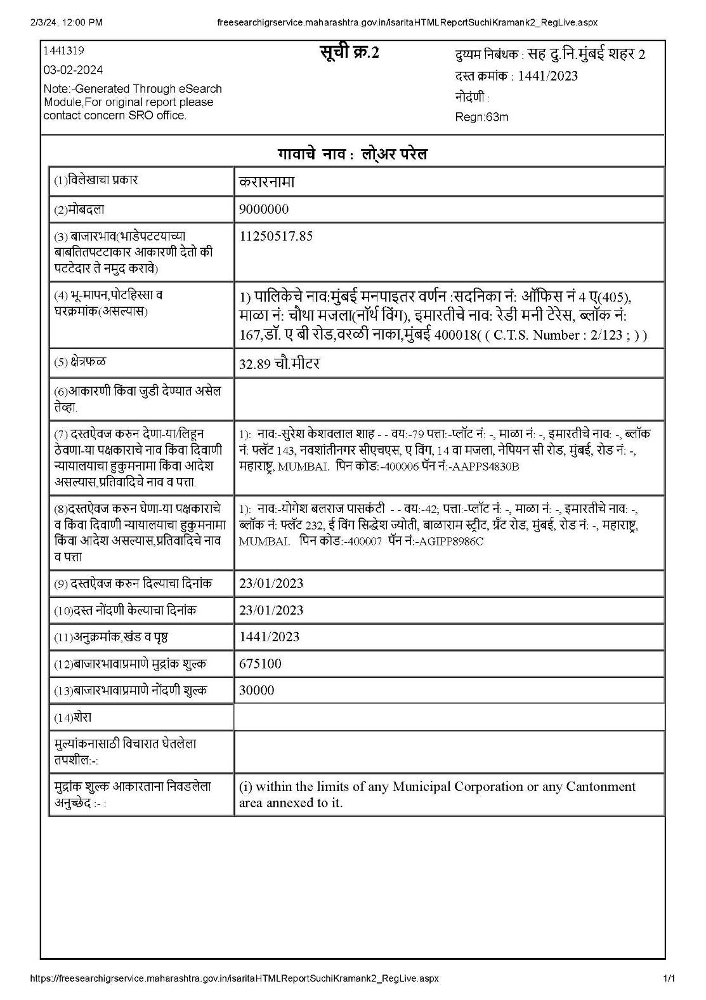 2/3/24, 12:00 PM
freesearchigrservice.maharashtra.gov.in/isaritaHTMLReportSuchiKramank2_RegLive.aspx
1441319
03-02-2024
Note:-Generated Through eSearch
Module,For original report please
contact concern SRO office.
सूची क्र.2
दुय्यम निबंधक : सह दु.नि.मुंबई शहर 2
दस्त क्रमांक : 1441/2023
नोदंणी :
Regn:63m
गावाचे नाव : लो्अर परेल
(1)विलेखाचा प्रकार
करारनामा
(2)मोबदला
9000000
(3) बाजारभाव(भाडेपटटयाच्या
बाबतितपटटाकार आकारणी देतो की
पटटेदार ते नमुद करावे)
11250517.85
(4) भू-मापन,पोटहिस्सा व
घरक्रमांक(असल्यास)
1) पालिकेचे नाव:मुंबई मनपाइतर वर्णन :सदनिका नं: ऑफिस नं 4 ए(405),
माळा नं: चौथा मजला(नॉर्थ विंग), इमारतीचे नाव: रेडी मनी टेरेस, ब्लॉक नं:
167,डॉ. ए बी रोड,वरळी नाका,मुंबई 400018( ( C.T.S. Number : 2/123 ; ) )
(5) क्षेत्रफळ
32.89 चौ.मीटर
(6)आकारणी किंवा जुडी देण्यात असेल
तेव्हा.
(7) दस्तऐवज करुन देणा-या/लिहून
ठेवणा-या पक्षकाराचे नाव किंवा दिवाणी
न्यायालयाचा हुकुमनामा किंवा आदेश
असल्यास,प्रतिवादिचे नाव व पत्ता.
1): नाव:-सुरेश केशवलाल शाह - - वय:-79 पत्ता:-प्लॉट नं: -, माळा नं: -, इमारतीचे नाव: -, ब्लॉक
नं: फ्लॅट 143, नवशांतीनगर सीएचएस, ए विंग, 14 वा मजला, नेपियन सी रोड, मुंबई, रोड नं: -,
महाराष्ट्र, MUMBAI. पिन कोड:-400006 पॅन नं:-AAPPS4830B
(8)दस्तऐवज करुन घेणा-या पक्षकाराचे
व किंवा दिवाणी न्यायालयाचा हुकुमनामा
किंवा आदेश असल्यास,प्रतिवादिचे नाव
व पत्ता
1): नाव:-योगेश बलराज पासकंटी - - वय:-42; पत्ता:-प्लॉट नं: -, माळा नं: -, इमारतीचे नाव: -,
ब्लॉक नं: फ्लॅट 232, ई विंग सिद्धेश ज्योती, बाळाराम स्ट्रीट, ग्रँट रोड, मुंबई, रोड नं: -, महाराष्ट्र,
MUMBAI. पिन कोड:-400007 पॅन नं:-AGIPP8986C
(9) दस्तऐवज करुन दिल्याचा दिनांक
23/01/2023
(10)दस्त नोंदणी केल्याचा दिनांक
23/01/2023
(11)अनुक्रमांक,खंड व पृष्ठ
1441/2023
(12)बाजारभावाप्रमाणे मुद्रांक शुल्क
675100
(13)बाजारभावाप्रमाणे नोंदणी शुल्क
30000
(14)शेरा
मुल्यांकनासाठी विचारात घेतलेला
तपशील:-:
मुद्रांक शुल्क आकारताना निवडलेला
अनुच्छेद :- :
(i) within the limits of any Municipal Corporation or any Cantonment
area annexed to it.
https://freesearchigrservice.maharashtra.gov.in/isaritaHTMLReportSuchiKramank2_RegLive.aspx
1/1